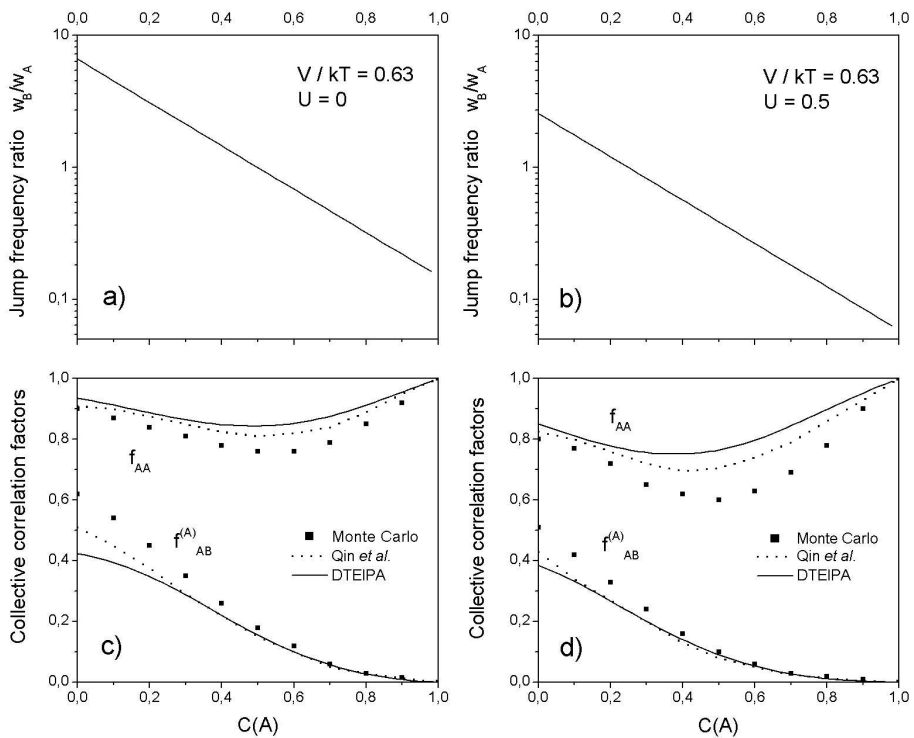 0,0 0,2 0,4 0,6 0,8 1,0
10
1
0,1
Jump frequency ratio w_B/w_A
V / kT = 0.63
U = 0
a)
0,0 0,2 0,4 0,6 0,8 1,0
10
1
0,1
Jump frequency ratio w_B/w_A
V / kT = 0.63
U = 0.5
b)
1,0
0,8
0,6
0,4
0,2
0,0
Collective correlation factors
f_AA
f^(A)_AB
Monte Carlo
Qin et al.
DTEIPA
c)
0,0 0,2 0,4 0,6 0,8 1,0
C(A)
1,0
0,8
0,6
0,4
0,2
0,0
Collective correlation factors
f_AA
f^(A)_AB
Monte Carlo
Qin et al.
DTEIPA
d)
0,0 0,2 0,4 0,6 0,8 1,0
C(A)